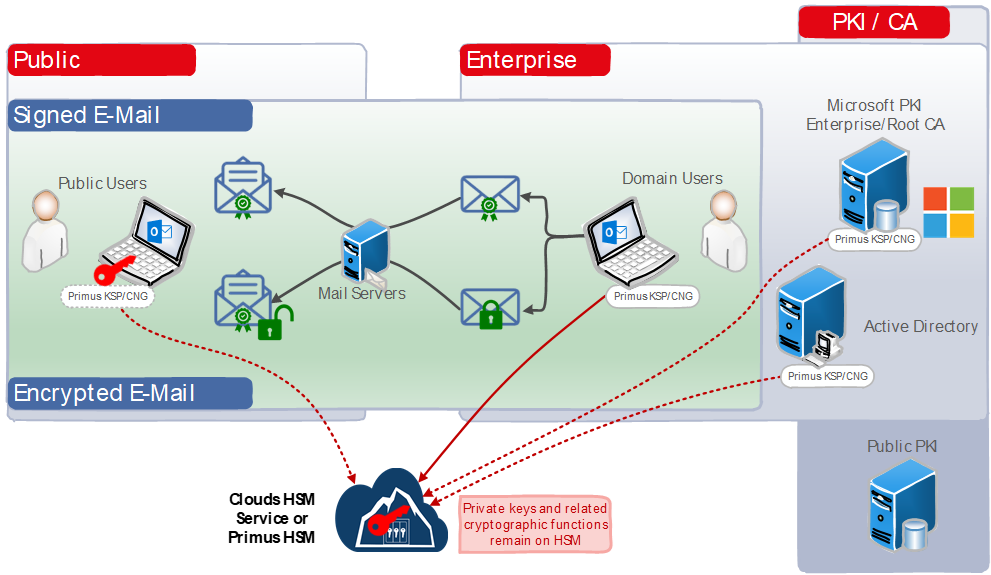 PKI / CA
Public
Enterprise
Signed E-Mail
Microsoft PKI
Enterprise/Root CA
Public Users
Domain Users
Primus KSP/CNG
Primus KSP/CNG
Mail Servers
Primus KSP/CNG
Active Directory
Primus KSP/CNG
Encrypted E-Mail
Public PKI
Clouds HSM
Service or
Primus HSM
Private keys and related
cryptographic functions
remain on HSM